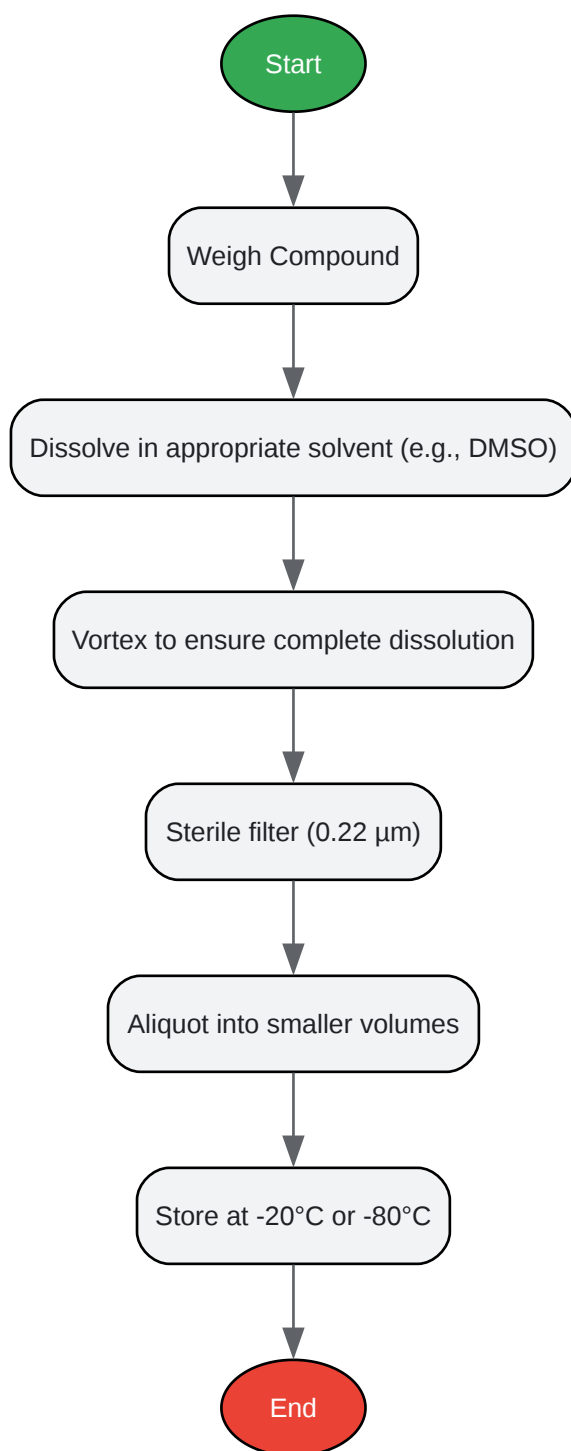 Start
Weigh Compound
Dissolve in appropriate solvent (e.g., DMSO)
Vortex to ensure complete dissolution
Sterile filter (0.22 µm)
Aliquot into smaller volumes
Store at -20°C or -80°C
End